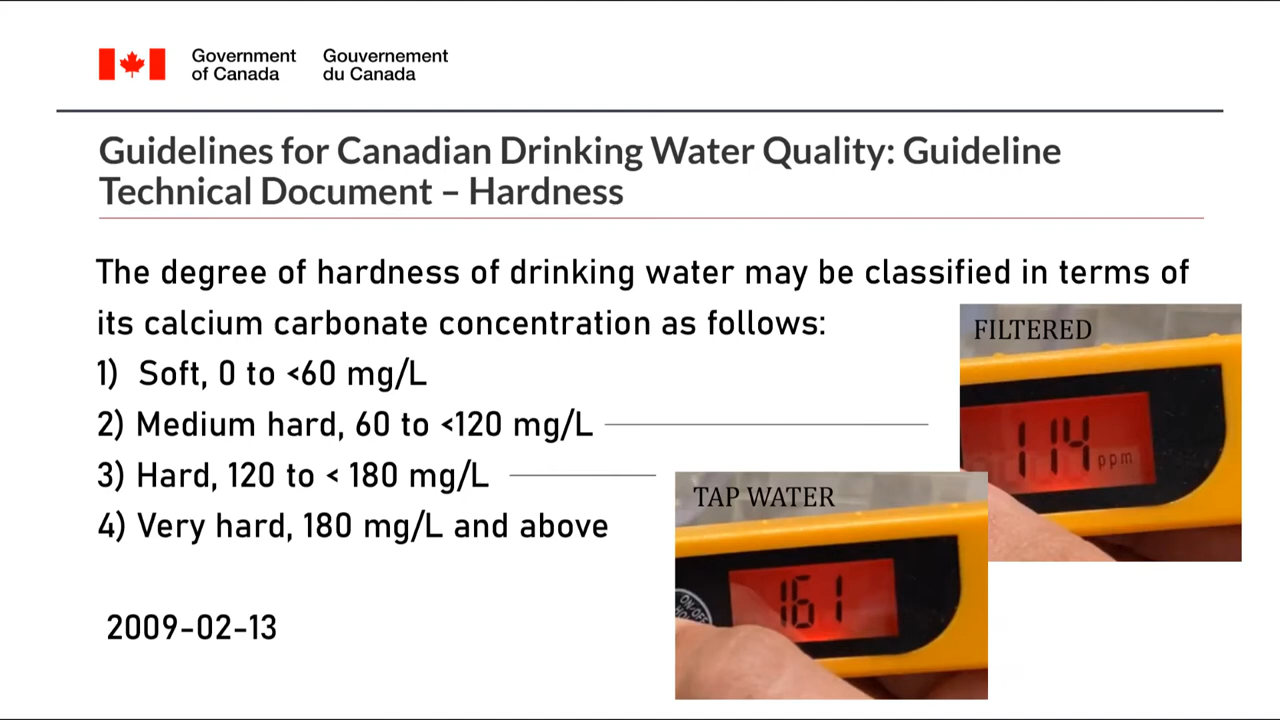 Government Gouvernement
of Canada du Canada
Guidelines for Canadian Drinking Water Quality: Guideline
Technical Document – Hardness
The degree of hardness of drinking water may be classified in terms of
its calcium carbonate concentration as follows:
1) Soft, 0 to <60 mg/L
2) Medium hard, 60 to <120 mg/L
3) Hard, 120 to < 180 mg/L
4) Very hard, 180 mg/L and above
2009-02-13
FILTERED
114 ppm
TAP WATER
ON-OFF
161